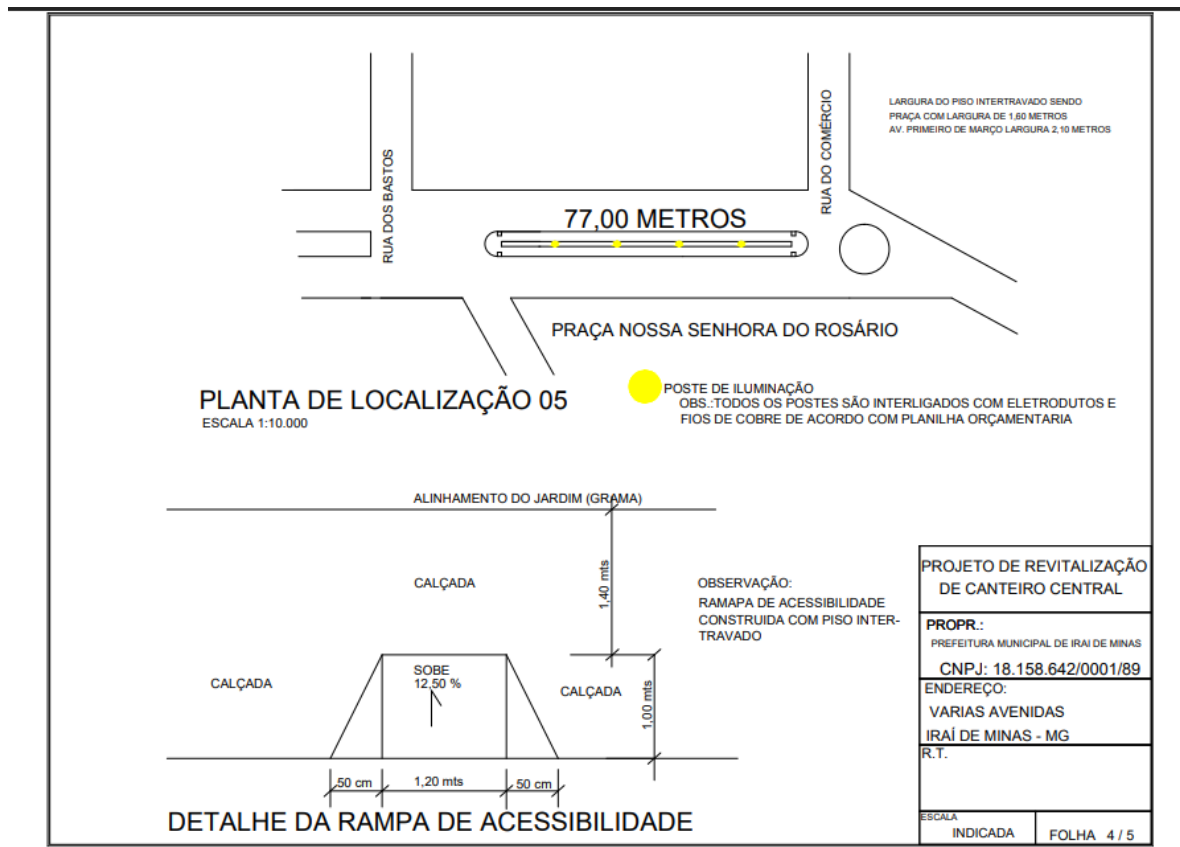 LARGURA DO PISO INTERTRAVADO SENDO
PRAÇA COM LARGURA DE 1,60 METROS
AV. PRIMEIRO DE MARÇO LARGURA 2,10 METROS
RUA DOS BASTOS
RUA DO COMÉRCIO
77,00 METROS
PRAÇA NOSSA SENHORA DO ROSÁRIO
PLANTA DE LOCALIZAÇÃO 05
ESCALA 1:10.000
POSTE DE ILUMINAÇÃO
OBS.:TODOS OS POSTES SÃO INTERLIGADOS COM ELETRODUTOS E
FIOS DE COBRE DE ACORDO COM PLANILHA ORÇAMENTARIA
ALINHAMENTO DO JARDIM (GRAMA)
CALÇADA
1,40 mts
OBSERVAÇÃO:
RAMAPA DE ACESSIBILIDADE
CONSTRUIDA COM PISO INTER-
TRAVADO
CALÇADA
SOBE
12,50 %
CALÇADA
1,00 mts
50 cm
1,20 mts
50 cm
DETALHE DA RAMPA DE ACESSIBILIDADE
PROJETO DE REVITALIZAÇÃO
DE CANTEIRO CENTRAL
PROPR.:
PREFEITURA MUNICIPAL DE IRAI DE MINAS
CNPJ: 18.158.642/0001/89
ENDEREÇO:
VARIAS AVENIDAS
IRAÍ DE MINAS - MG
R.T.
ESCALA
INDICADA
FOLHA 4 / 5